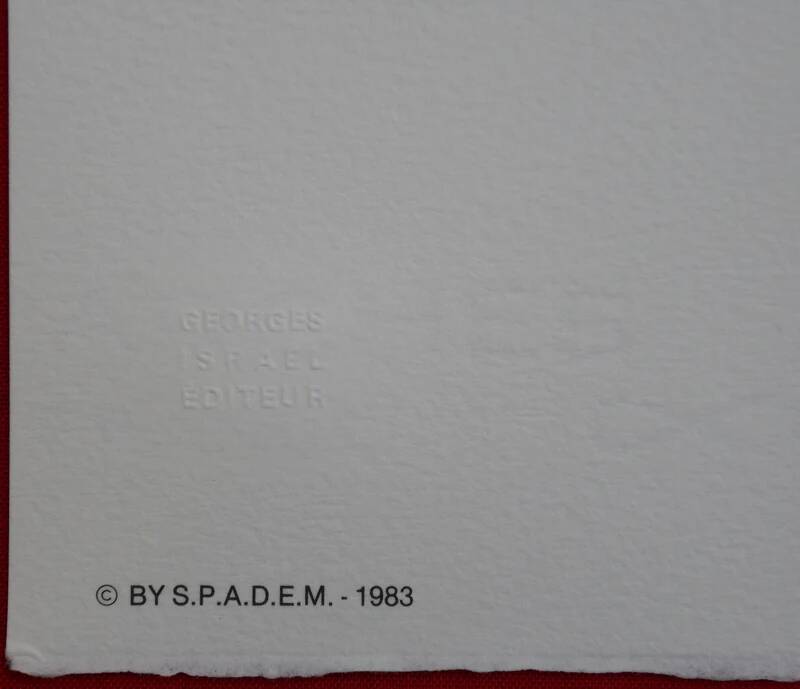 GEORGES
ISRAEL
EDITEUR
© BY S.P.A.D.E.M. - 1983